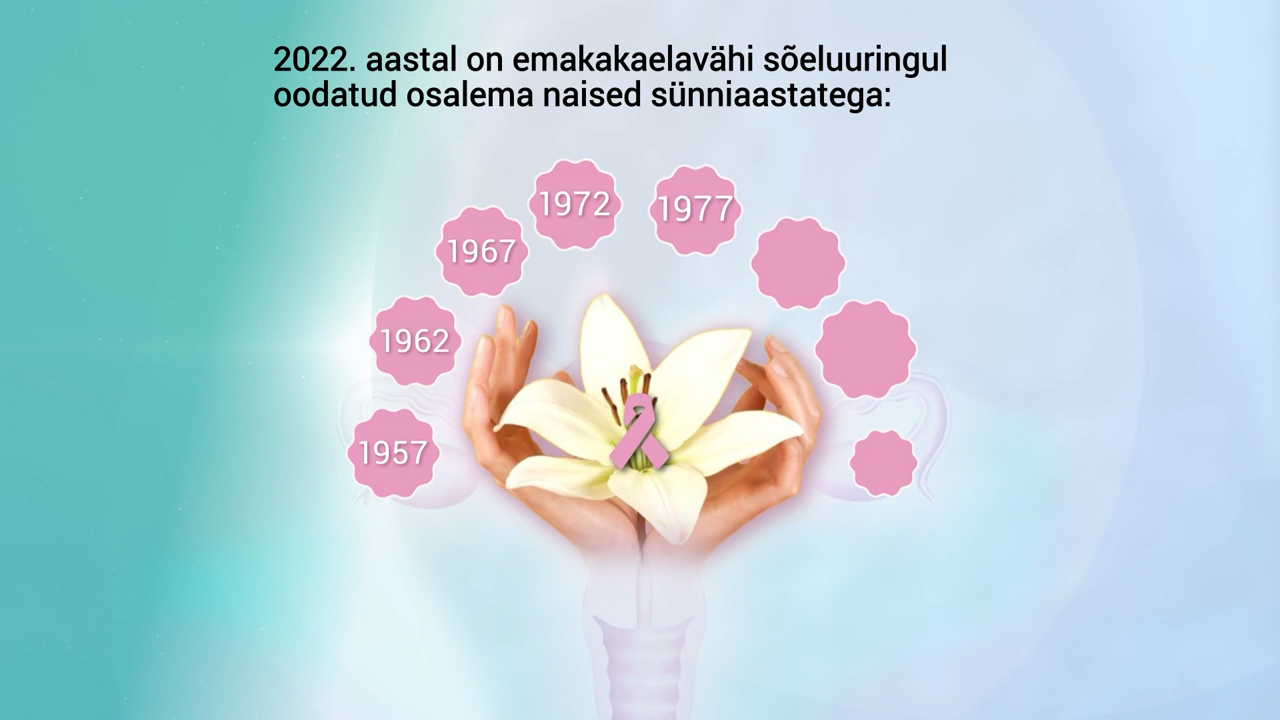 2022. aastal on emakakaelavähi sõeluuringul
oodatud osalema naised sünniaastatega:
1957
1962
1967
1972
1977